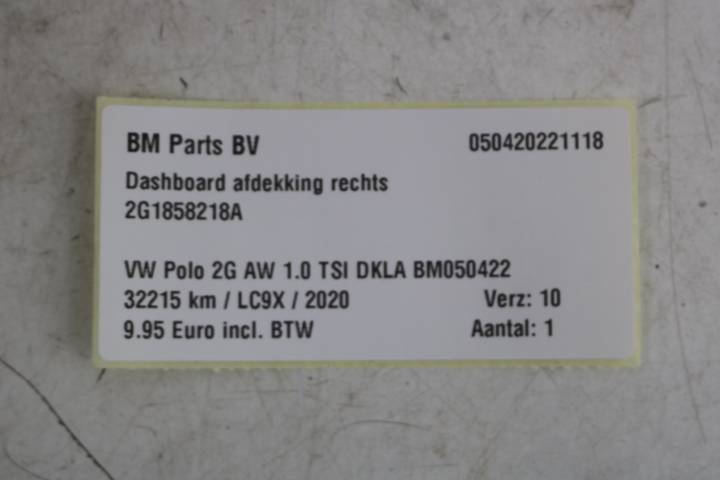 BM Parts BV 050420221118
Dashboard afdekking rechts
2G1858218A
VW Polo 2G AW 1.0 TSI DKLA BM050422
32215 km / LC9X / 2020 Verz: 10
9.95 Euro incl. BTW Aantal: 1